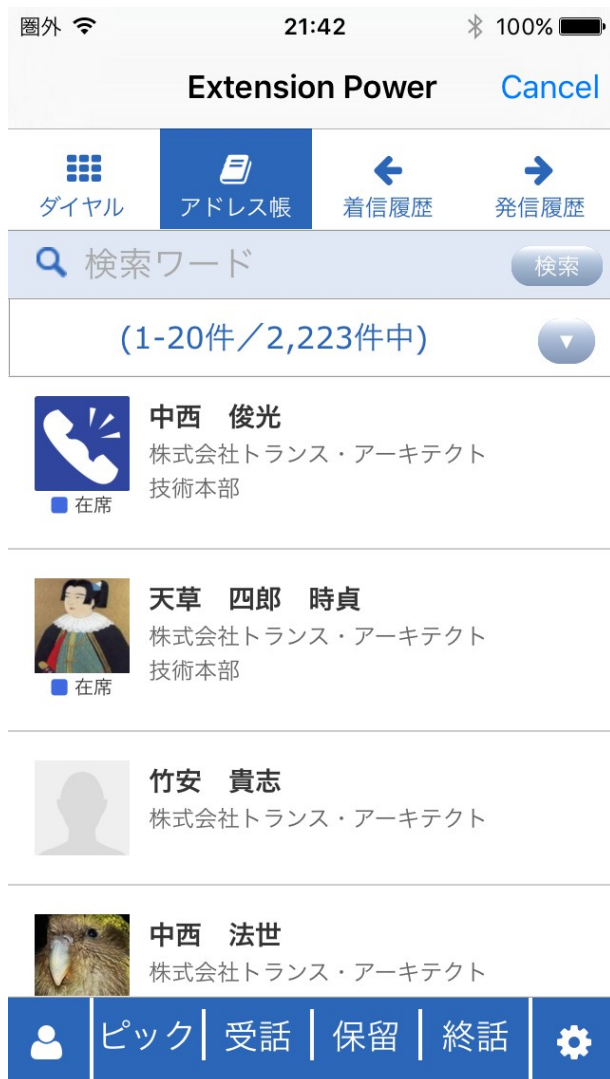 圏外 21:42 100%
Extension Power Cancel
ダイヤル アドレス帳 着信履歴 発信履歴
検索ワード 検索
(1-20件／2,223件中)
中西　俊光
株式会社トランス・アーキテクト
技術本部
在席
天草　四郎　時貞
株式会社トランス・アーキテクト
技術本部
在席
竹安　貴志
株式会社トランス・アーキテクト
中西　法世
株式会社トランス・アーキテクト
ピック 受話 保留 終話